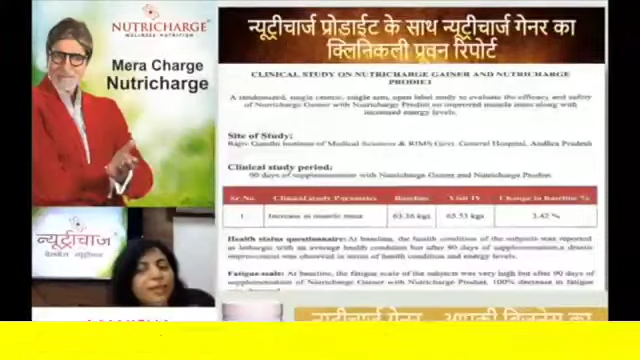 NUTRICHARGE
WELLNESS NUTRITION
Mera Charge
Nutricharge
न्यूट्रीचार्ज प्रोडाईट के साथ न्यूट्रीचार्ज गेनर का
क्लिनिकली प्रूवन रिपोर्ट
CLINICAL STUDY ON NUTRICHARGE GAINER AND NUTRICHARGE
PRODIET
A randomized, single centric, single arm, open label study to evaluate the efficacy and safety
of Nutricharge Gainer with Nutricharge Prodiet on improved muscle mass along with
increased energy levels.
Site of Study:
Rajiv Gandhi Institute of Medical Sciences & RIMS Govt. General Hospital, Andhra Pradesh
Clinical study period:
90 days of supplementation with Nutricharge Gainer and Nutricharge Prodiet
Sr. No. Clinical study Parameters Baseline Visit IV Change in Baseline %
1 Increase in muscle mass 63.36 kgs 65.53 kgs 3.42 %
Health status questionnaire: At baseline, the health condition of the subjects was reported
as lethargic with an average health condition but after 90 days of supplementation, a drastic
improvement was observed in terms of health condition and energy levels.
Fatigue scale: At baseline, the fatigue scale of the subjects was very high but after 90 days of
supplementation of Nutricharge Gainer with Nutricharge Prodiet, 100% decrease in fatigue
न्यूट्रीचार्ज
वेलनेस न्यूट्रिशन
न्यूट्रीचार्ज गेनर - आपकी बिज़नेस का